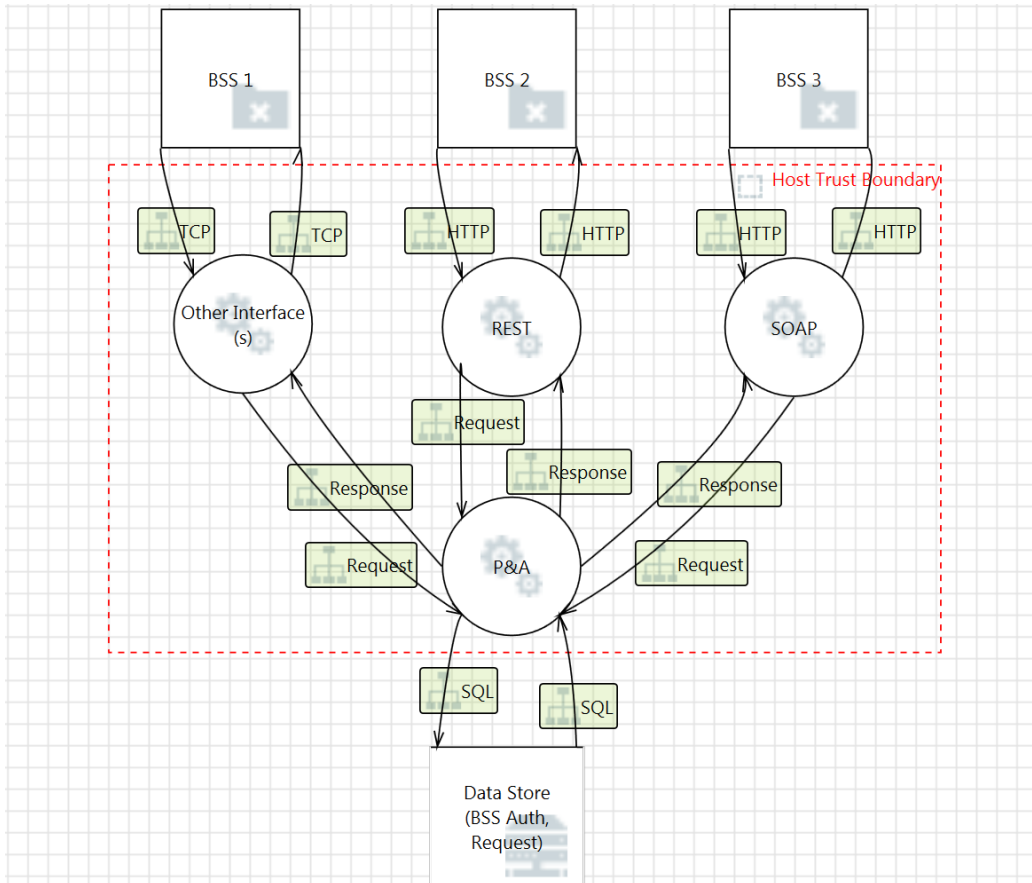 BSS 1
BSS 2
BSS 3
Host Trust Boundary
TCP
TCP
HTTP
HTTP
HTTP
HTTP
Other Interface
(s)
REST
SOAP
Request
Response
Response
Response
Request
P&A
Request
SQL
SQL
Data Store
(BSS Auth,
Request)